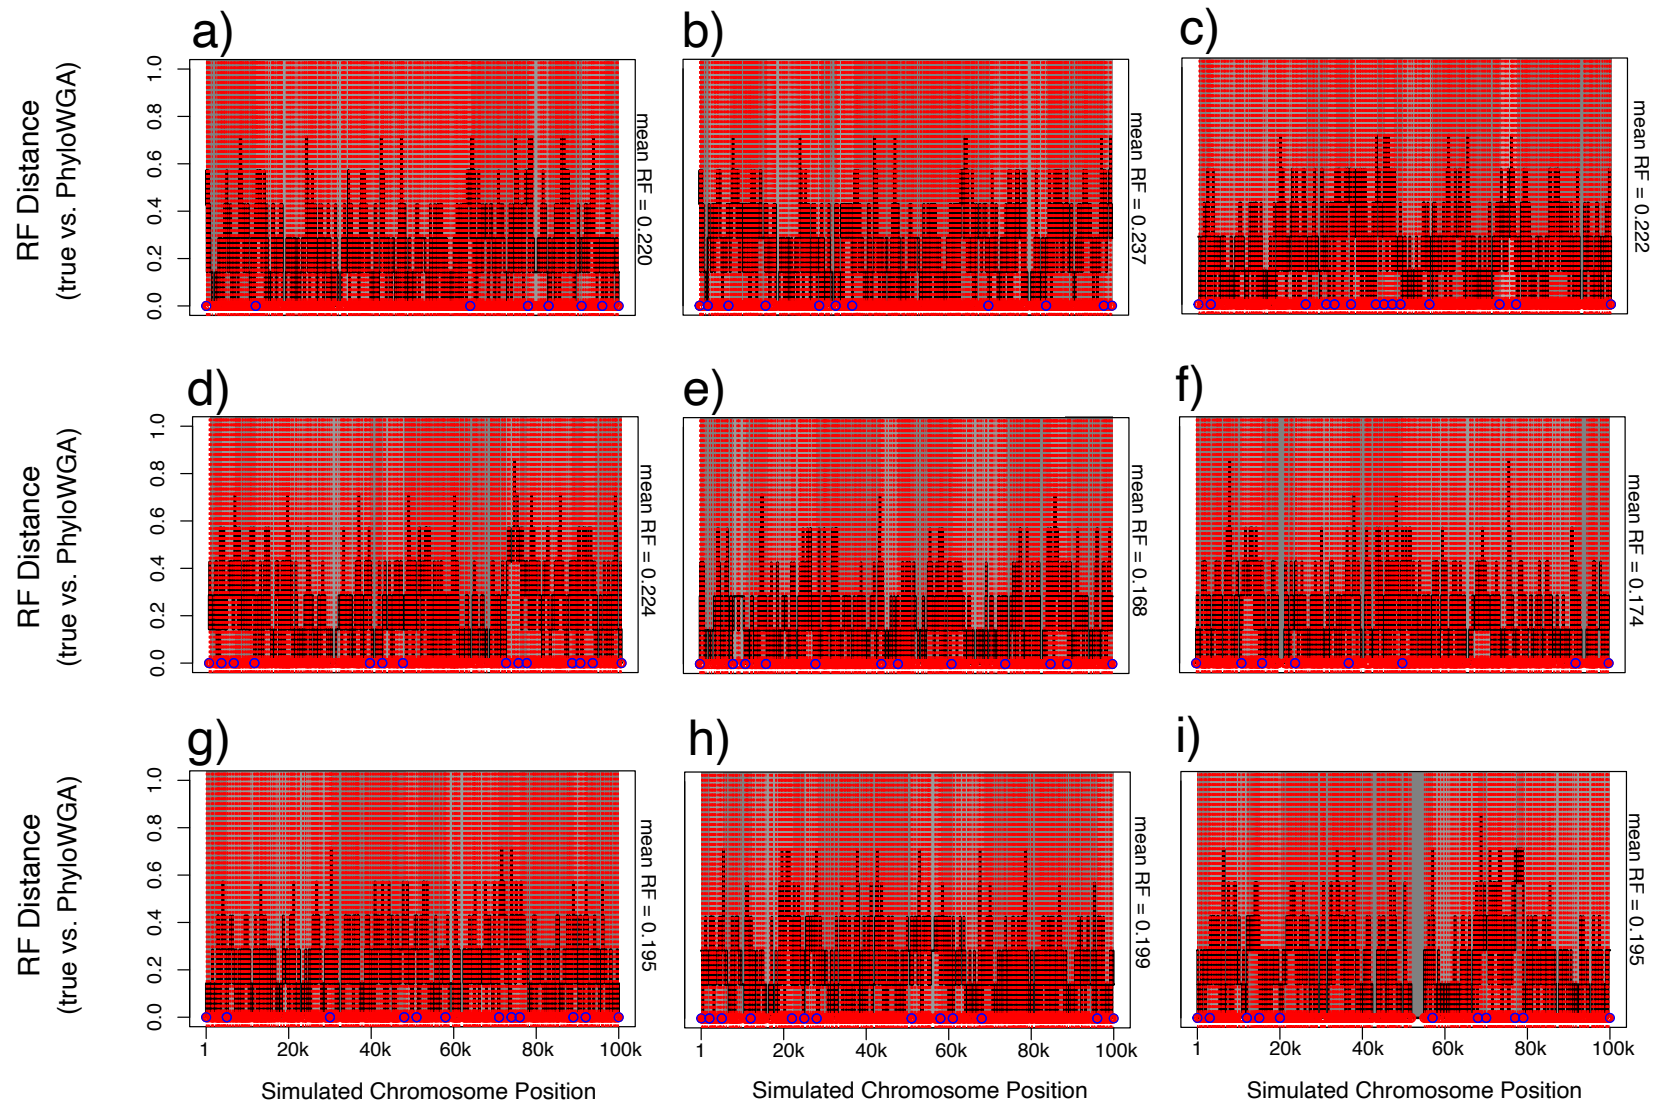 a)
b)
c)
RF Distance
(true vs. PhyloWGA)
1.0
0.8
0.6
0.4
0.2
0.0
mean RF = 0.220
mean RF = 0.237
mean RF = 0.222
d)
e)
f)
RF Distance
(true vs. PhyloWGA)
1.0
0.8
0.6
0.4
0.2
0.0
mean RF = 0.224
mean RF = 0.168
mean RF = 0.174
g)
h)
i)
RF Distance
(true vs. PhyloWGA)
1.0
0.8
0.6
0.4
0.2
0.0
mean RF = 0.195
mean RF = 0.199
mean RF = 0.195
1 20k 40k 60k 80k 100k
1 20k 40k 60k 80k 100k
1 20k 40k 60k 80k 100k
Simulated Chromosome Position
Simulated Chromosome Position
Simulated Chromosome Position